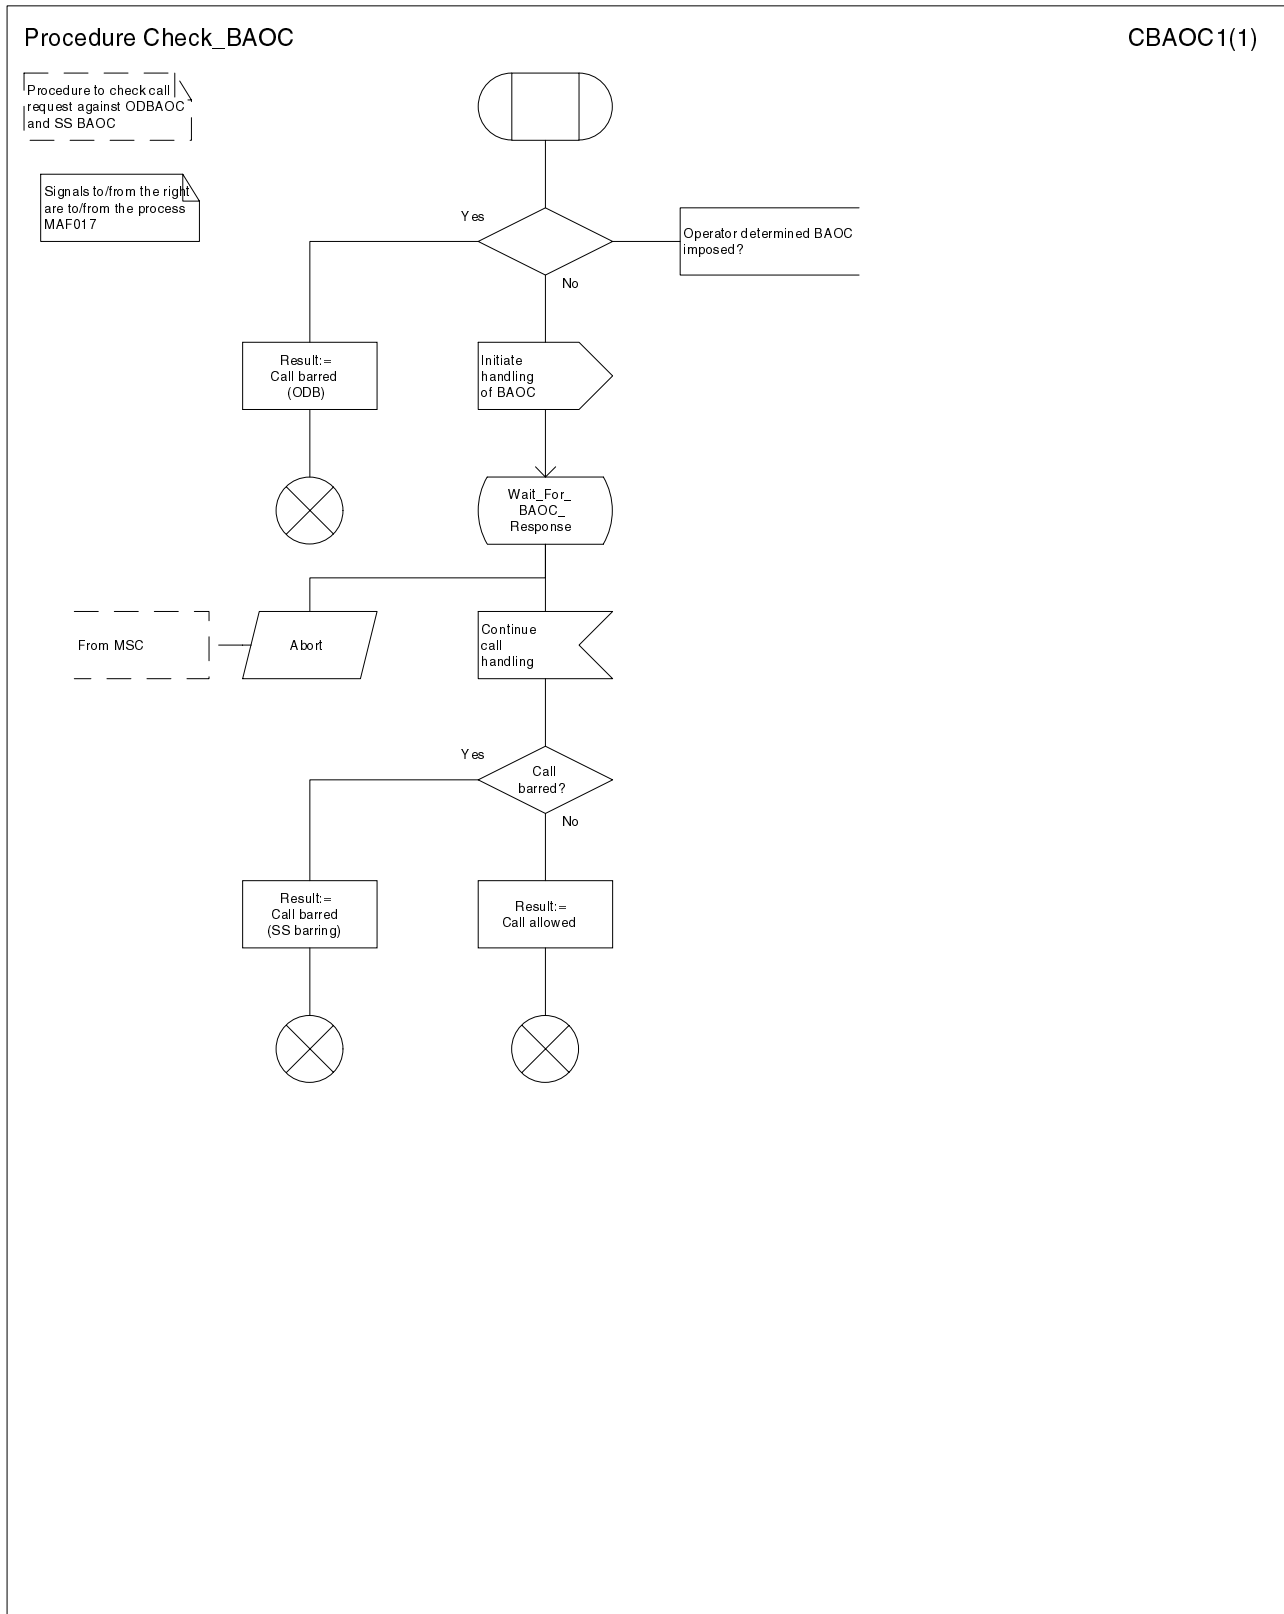 Procedure Check_BAOC
CBAOC1(1)
Procedure to check call
request against ODBAOC
and SS BAOC
Signals to/from the right
are to/from the process
MAF017
Yes
Operator determined BAOC
imposed?
No
Result:=
Call barred
(ODB)
Initiate
handling
of BAOC
Wait_For_
BAOC_
Response
From MSC
Abort
Continue
call
handling
Yes
Call
barred?
No
Result:=
Call barred
(SS barring)
Result:=
Call allowed